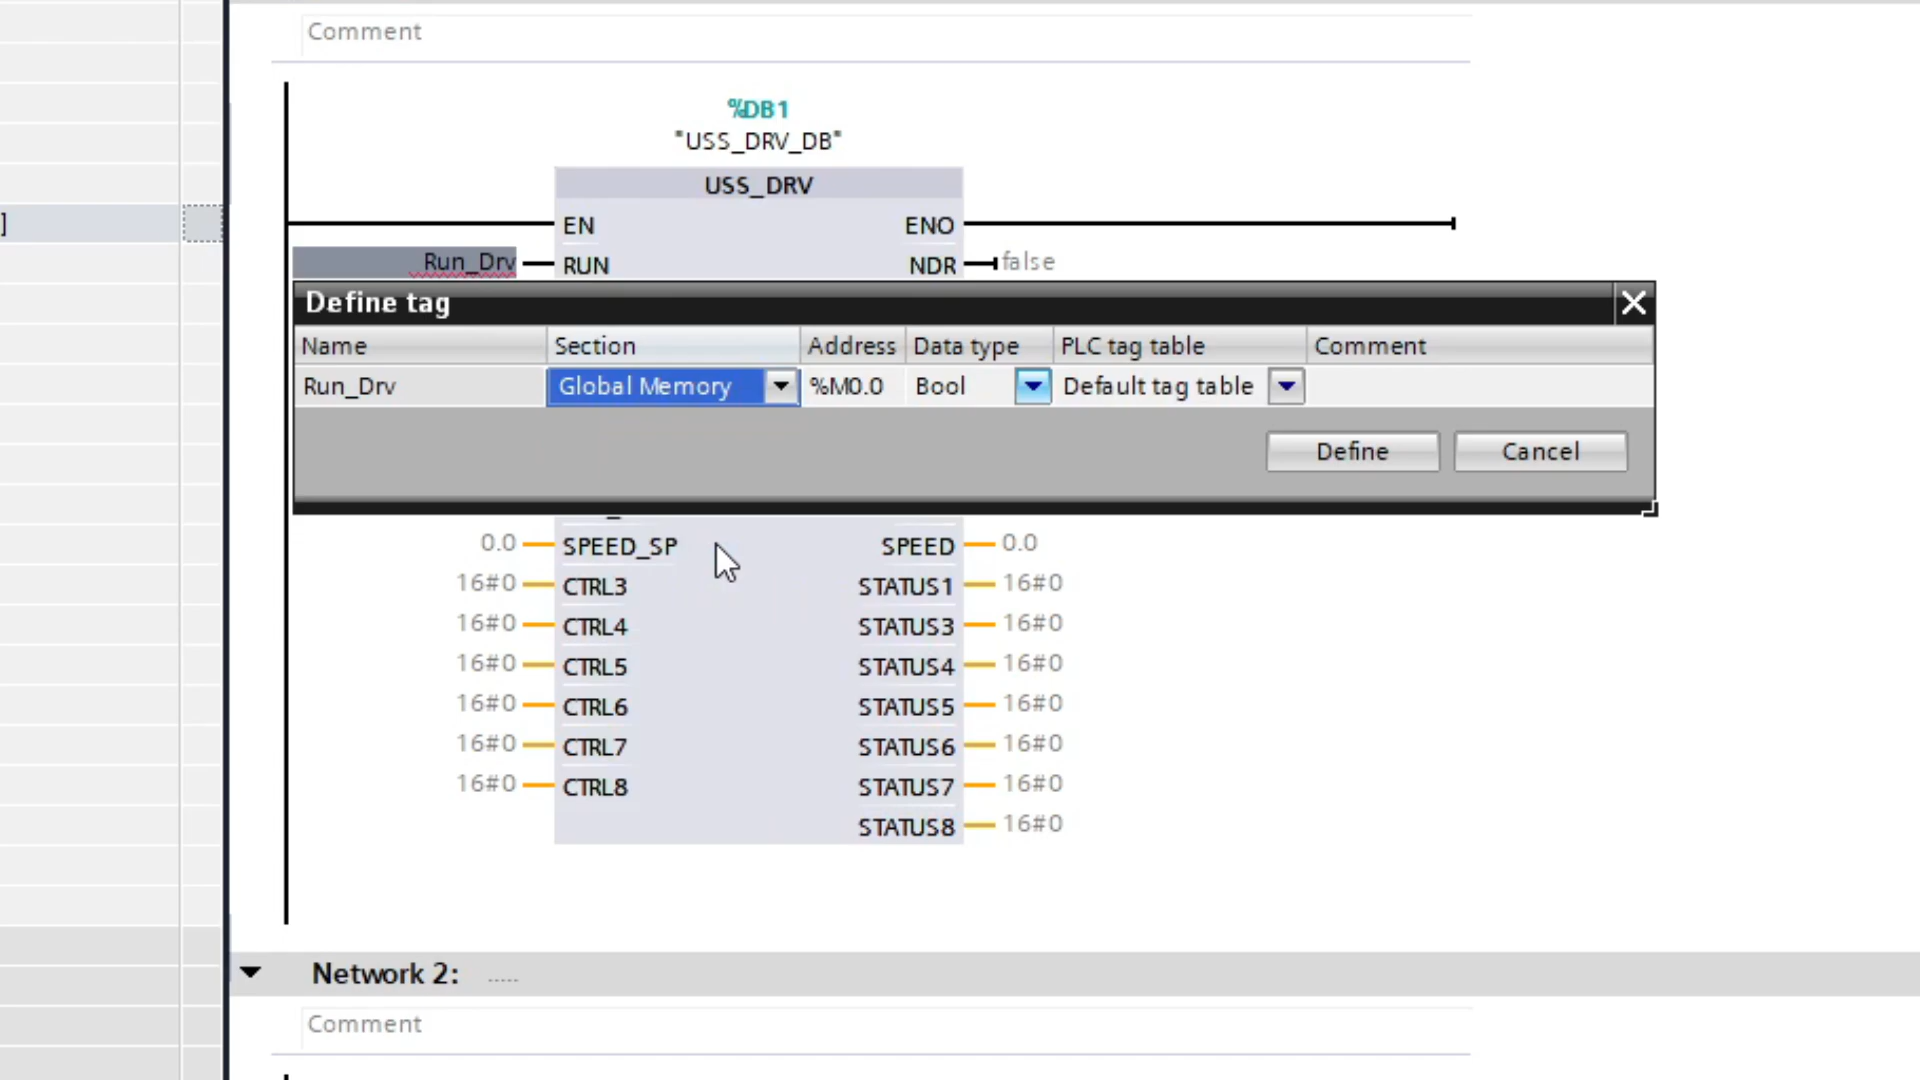 Comment
%DB1
"USS_DRV_DB"
USS_DRV
EN ENO
Run_Drv RUN NDR false
Define tag
Name Section Address Data type PLC tag table Comment
Run_Drv Global Memory %M0.0 Bool Default tag table
Define Cancel
0.0 SPEED_SP SPEED 0.0
16#0 CTRL3 STATUS1 16#0
16#0 CTRL4 STATUS3 16#0
16#0 CTRL5 STATUS4 16#0
16#0 CTRL6 STATUS5 16#0
16#0 CTRL7 STATUS6 16#0
16#0 CTRL8 STATUS7 16#0
STATUS8 16#0
Network 2: .....
Comment
]